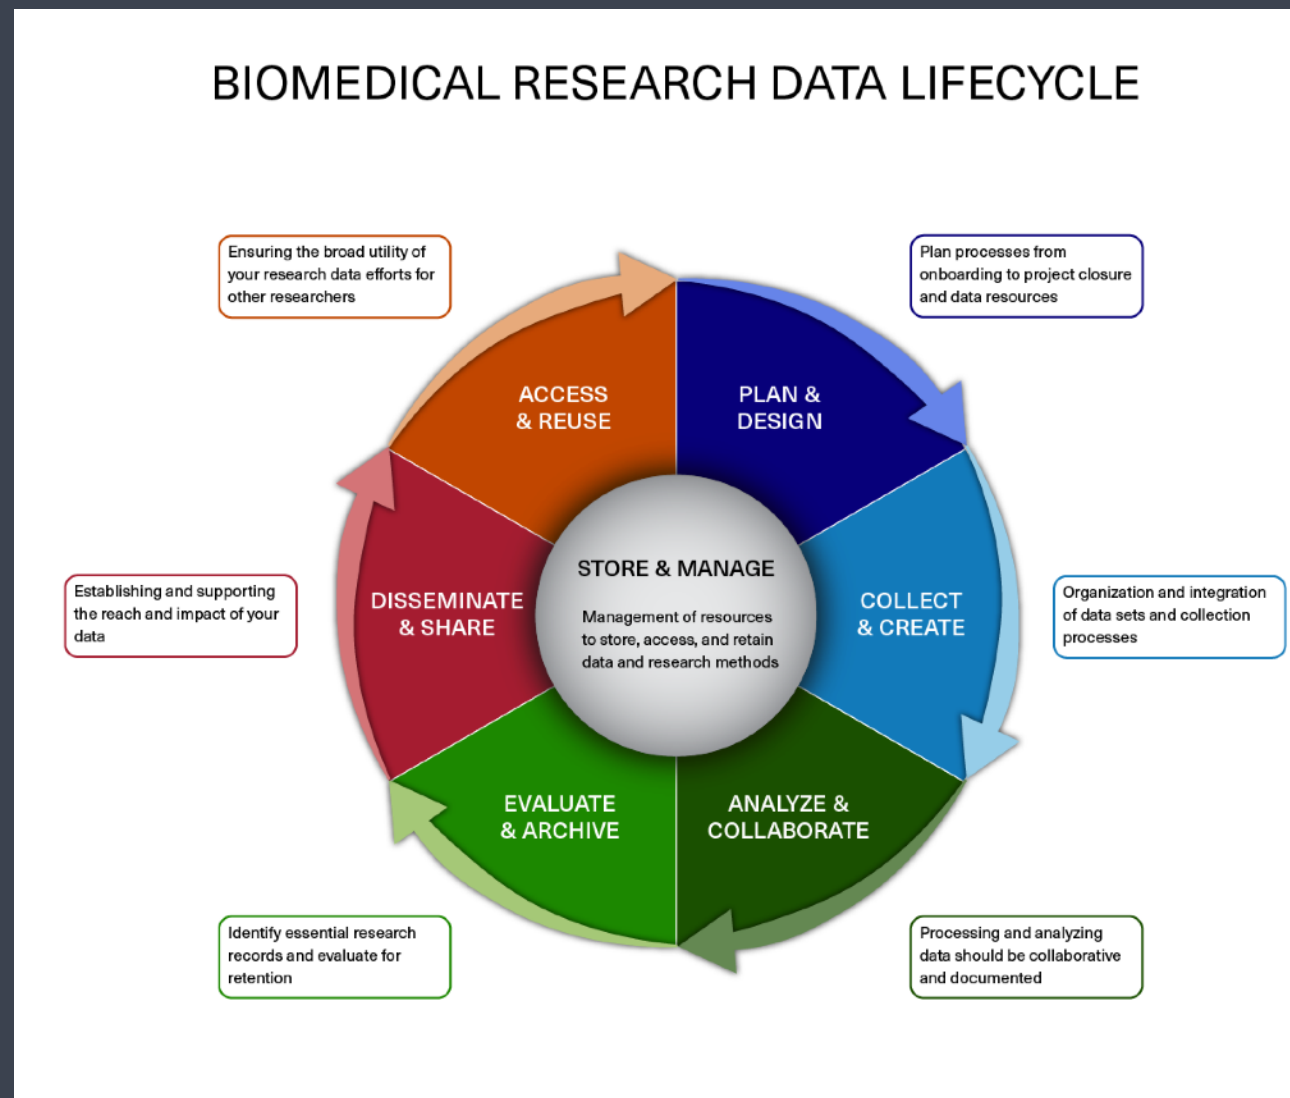 BIOMEDICAL RESEARCH DATA LIFECYCLE
Ensuring the broad utility of
your research data efforts for
other researchers
Plan processes from
onboarding to project closure
and data resources
ACCESS
& REUSE
PLAN &
DESIGN
Establishing and supporting
the reach and impact of your
data
DISSEMINATE
& SHARE
STORE & MANAGE
Management of resources
to store, access, and retain
data and research methods
COLLECT
& CREATE
Organization and integration
of data sets and collection
processes
EVALUATE
& ARCHIVE
ANALYZE &
COLLABORATE
Identify essential research
records and evaluate for
retention
Processing and analyzing
data should be collaborative
and documented